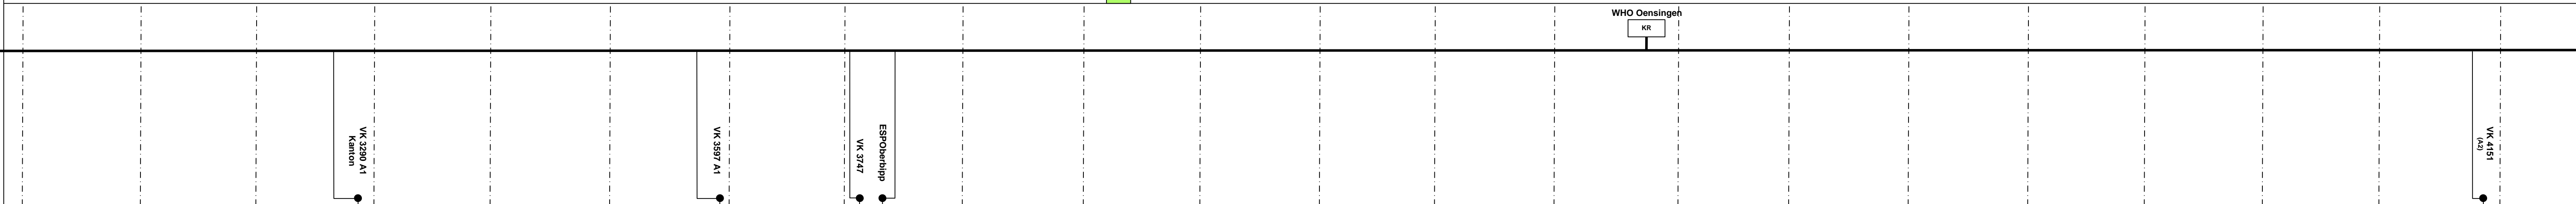 WHO Oensingen
KR
VK 3290 A1
Kanton
VK 3597 A1
VK 3747
ESPOberbipp
VK 4151
(A2)